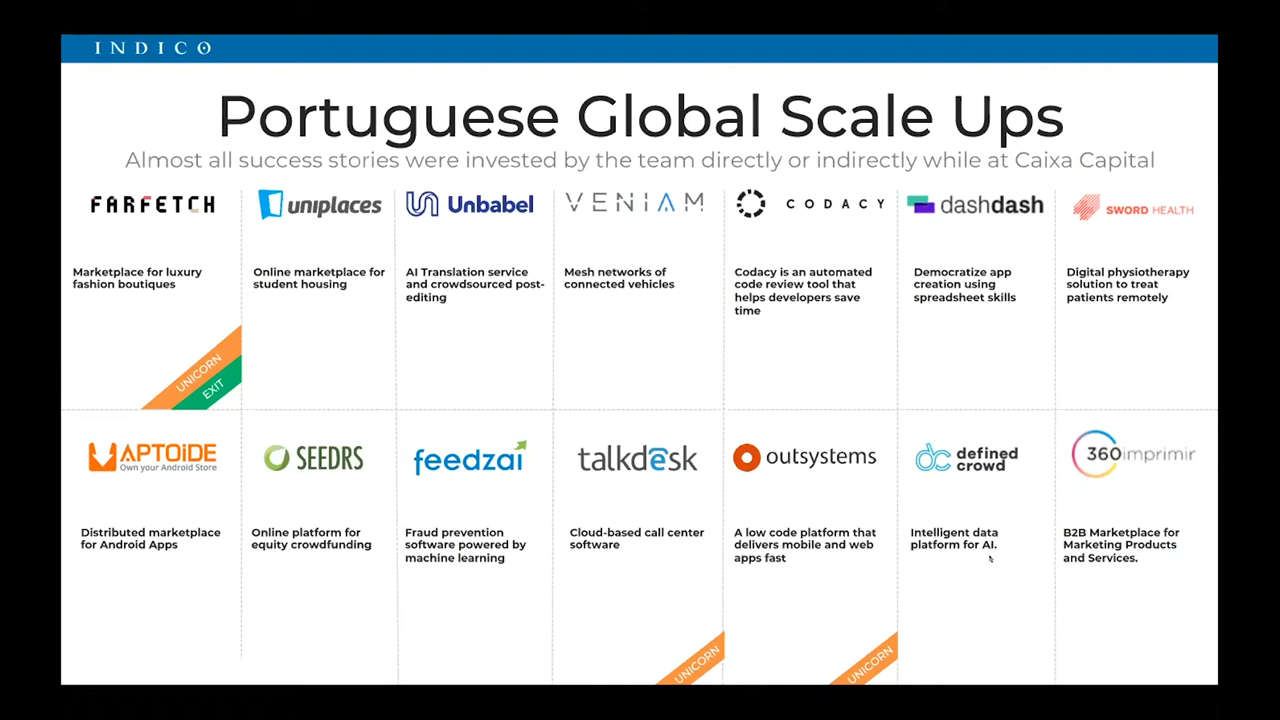 INDICO
Portuguese Global Scale Ups
Almost all success stories were invested by the team directly or indirectly while at Caixa Capital
FARFETCH
Marketplace for luxury
fashion boutiques
UNICORN
EXIT
uniplaces
Online marketplace for
student housing
Unbabel
AI Translation service
and crowdsourced post-
editing
VENIAM
Mesh networks of
connected vehicles
CODACY
Codacy is an automated
code review tool that
helps developers save
time
dashdash
Democratize app
creation using
spreadsheet skills
SWORD HEALTH
Digital physiotherapy
solution to treat
patients remotely
APTOIDE
Own your Android Store
Distributed marketplace
for Android Apps
SEEDRS
Online platform for
equity crowdfunding
feedzai
Fraud prevention
software powered by
machine learning
talkdesk
Cloud-based call center
software
UNICORN
outsystems
A low code platform that
delivers mobile and web
apps fast
UNICORN
dc
defined
crowd
Intelligent data
platform for AI.
360imprimir
B2B Marketplace for
Marketing Products
and Services.